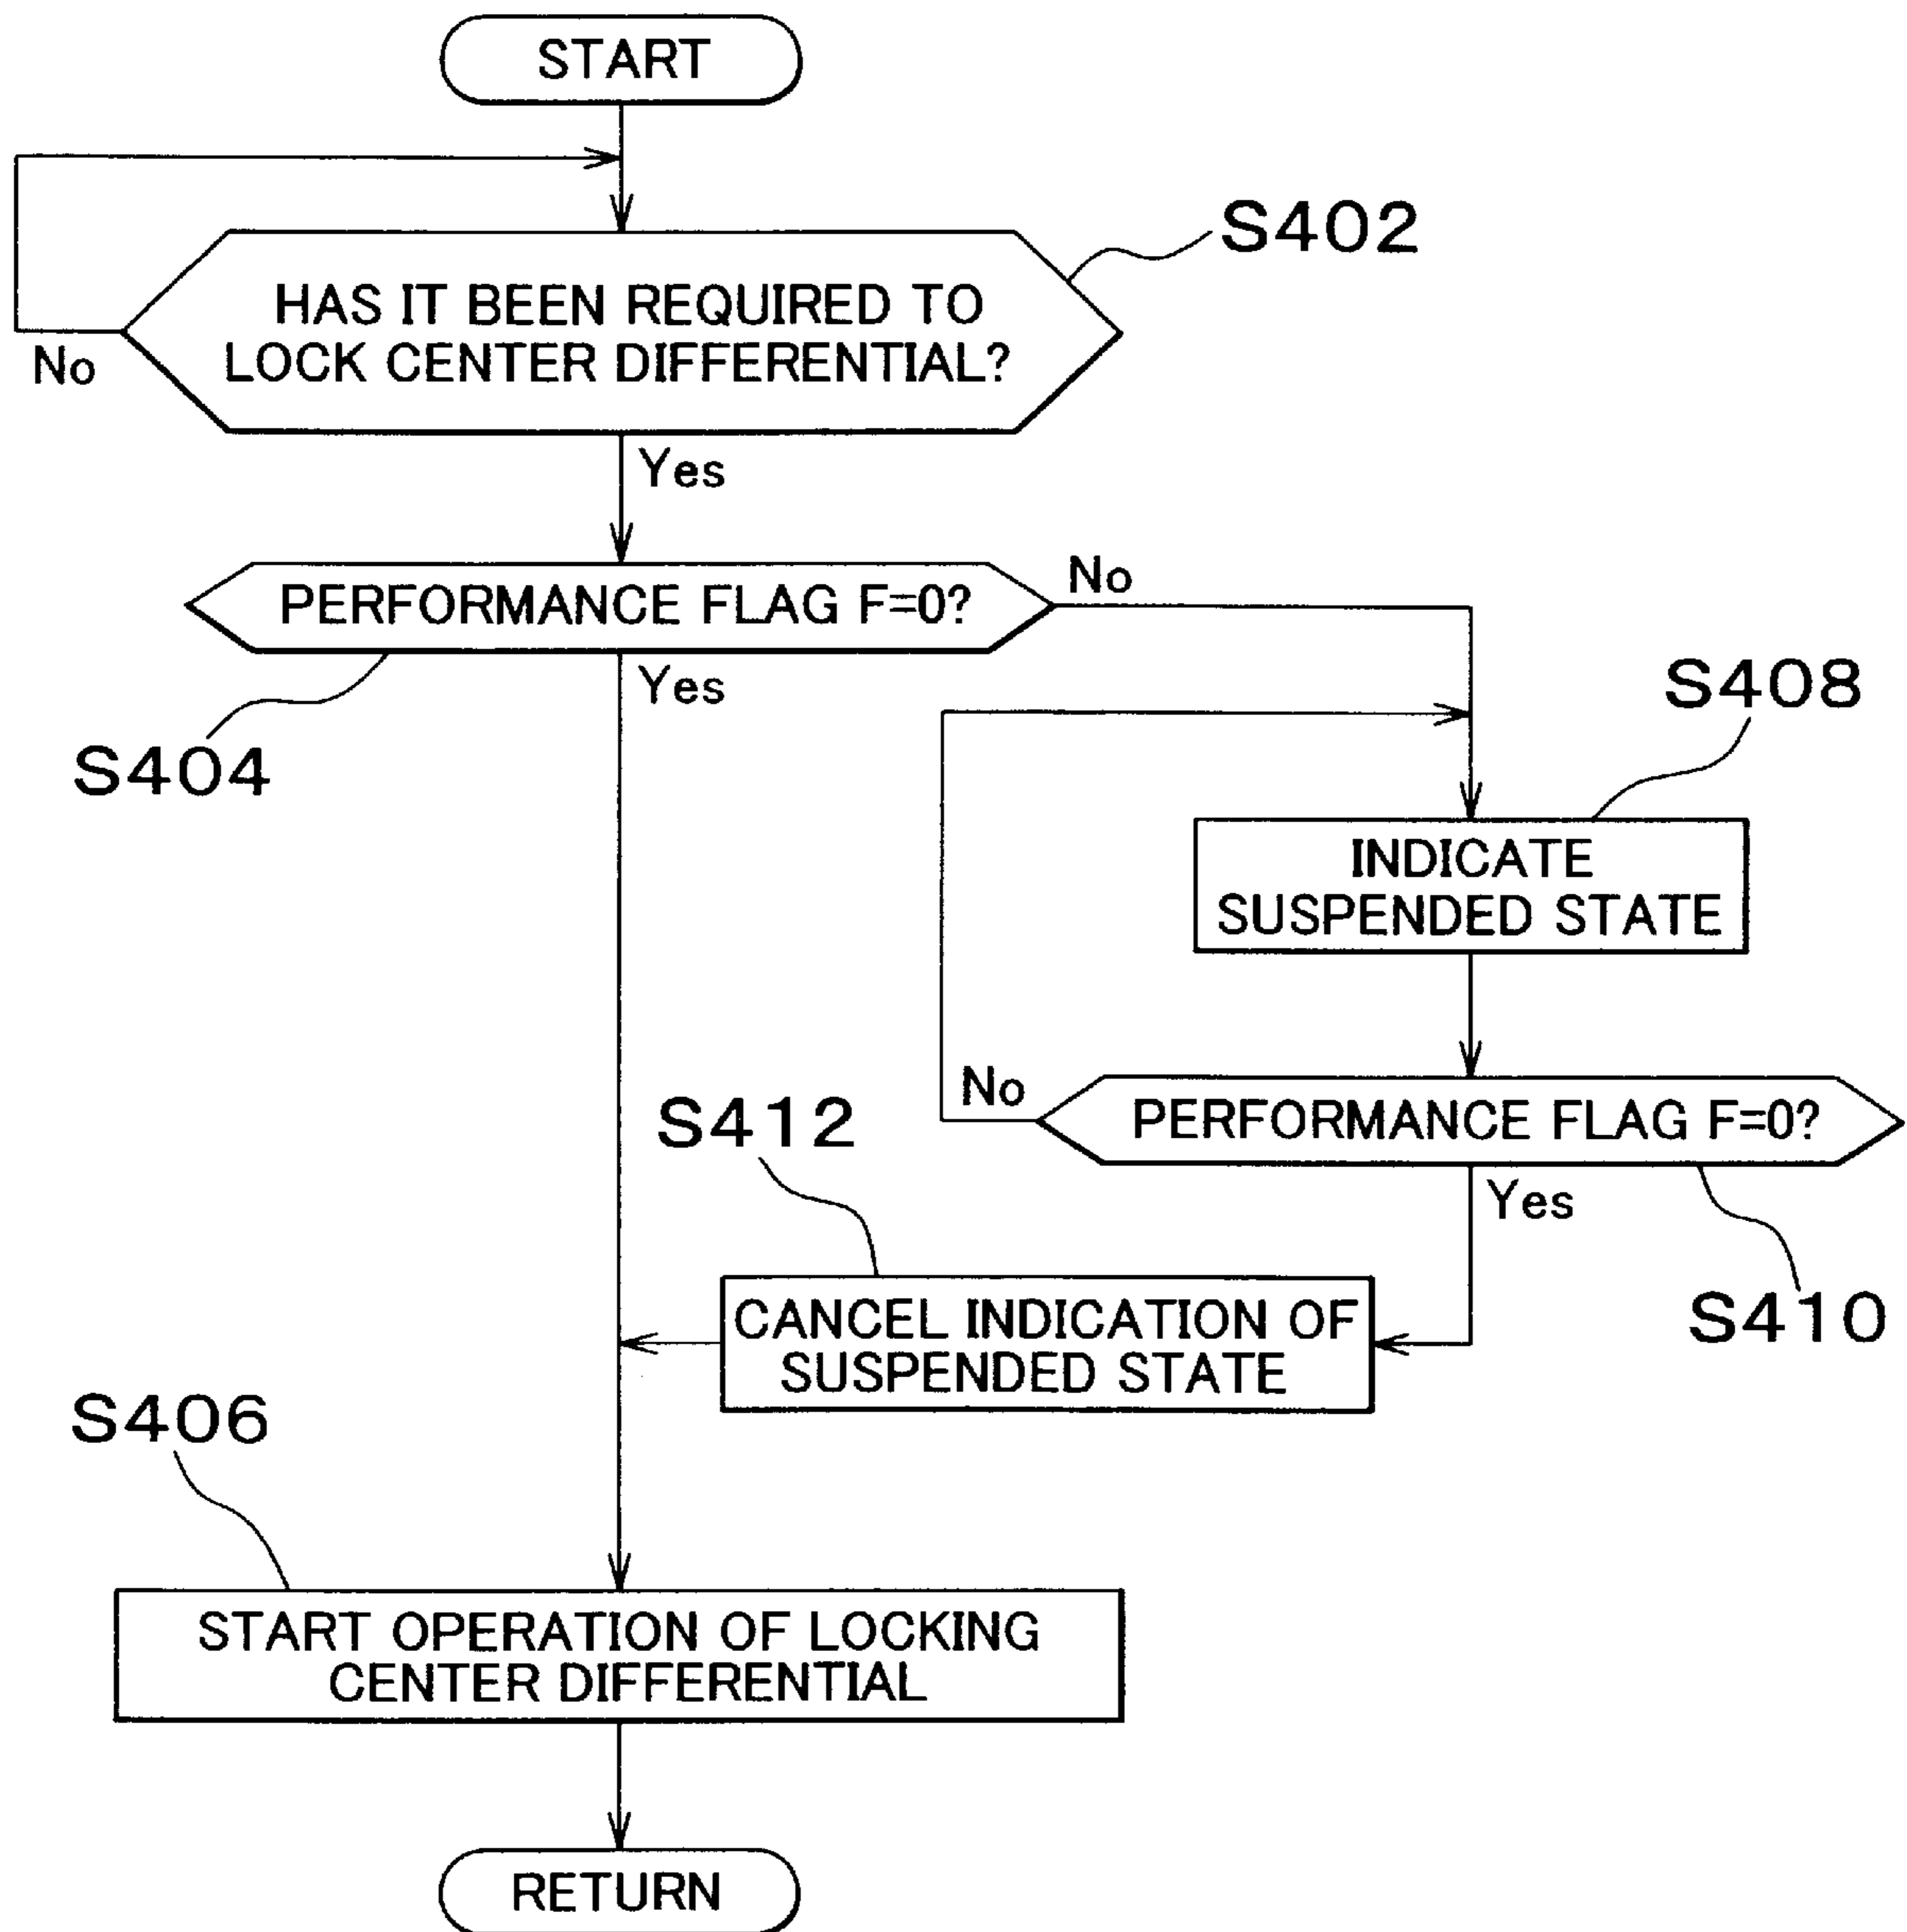 START
S402
HAS IT BEEN REQUIRED TO
LOCK CENTER DIFFERENTIAL?
No
Yes
PERFORMANCE FLAG F=0?
No
Yes
S404
S408
INDICATE
SUSPENDED STATE
No
PERFORMANCE FLAG F=0?
Yes
S410
S412
CANCEL INDICATION OF
SUSPENDED STATE
S406
START OPERATION OF LOCKING
CENTER DIFFERENTIAL
RETURN